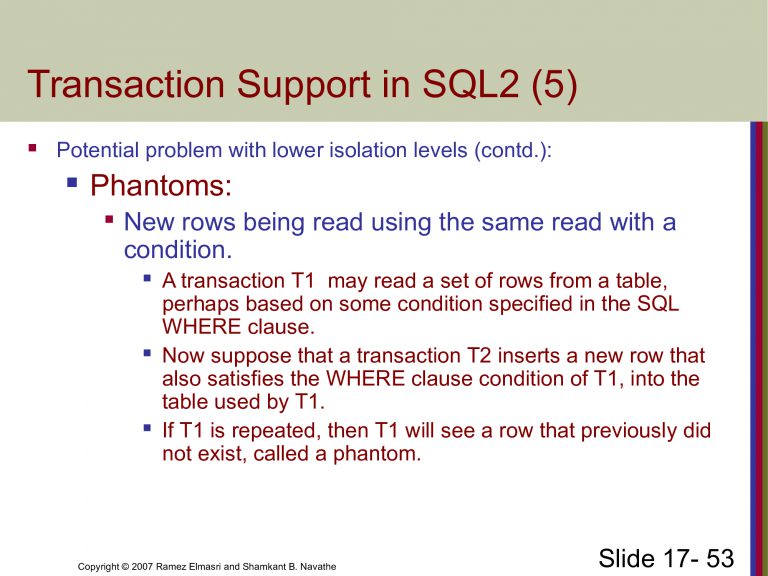 Transaction Support in SQL2 (5)
Potential problem with lower isolation levels (contd.):
Phantoms:
New rows being read using the same read with a
condition.
A transaction T1 may read a set of rows from a table,
perhaps based on some condition specified in the SQL
WHERE clause.
Now suppose that a transaction T2 inserts a new row that
also satisfies the WHERE clause condition of T1, into the
table used by T1.
If T1 is repeated, then T1 will see a row that previously did
not exist, called a phantom.
Copyright © 2007 Ramez Elmasri and Shamkant B. Navathe
Slide 17- 53